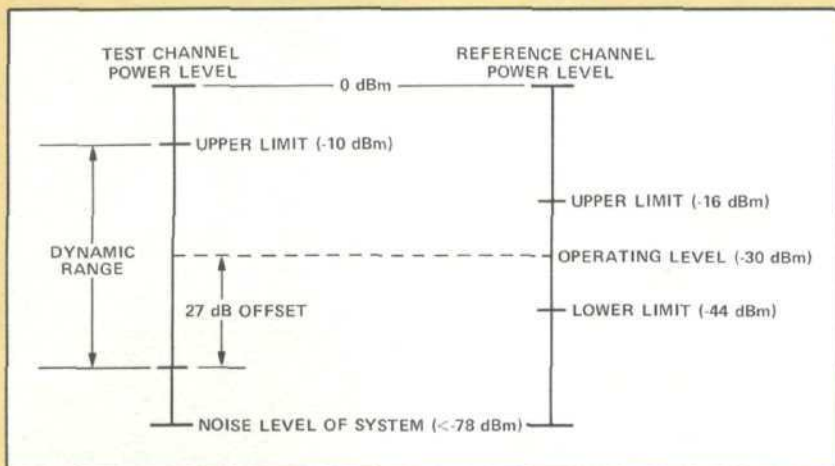 TEST CHANNEL
POWER LEVEL
REFERENCE CHANNEL
POWER LEVEL
0 dBm
UPPER LIMIT (-10 dBm)
UPPER LIMIT (-16 dBm)
DYNAMIC
RANGE
OPERATING LEVEL (-30 dBm)
27 dB OFFSET
LOWER LIMIT (-44 dBm)
NOISE LEVEL OF SYSTEM (<-78 dBm)